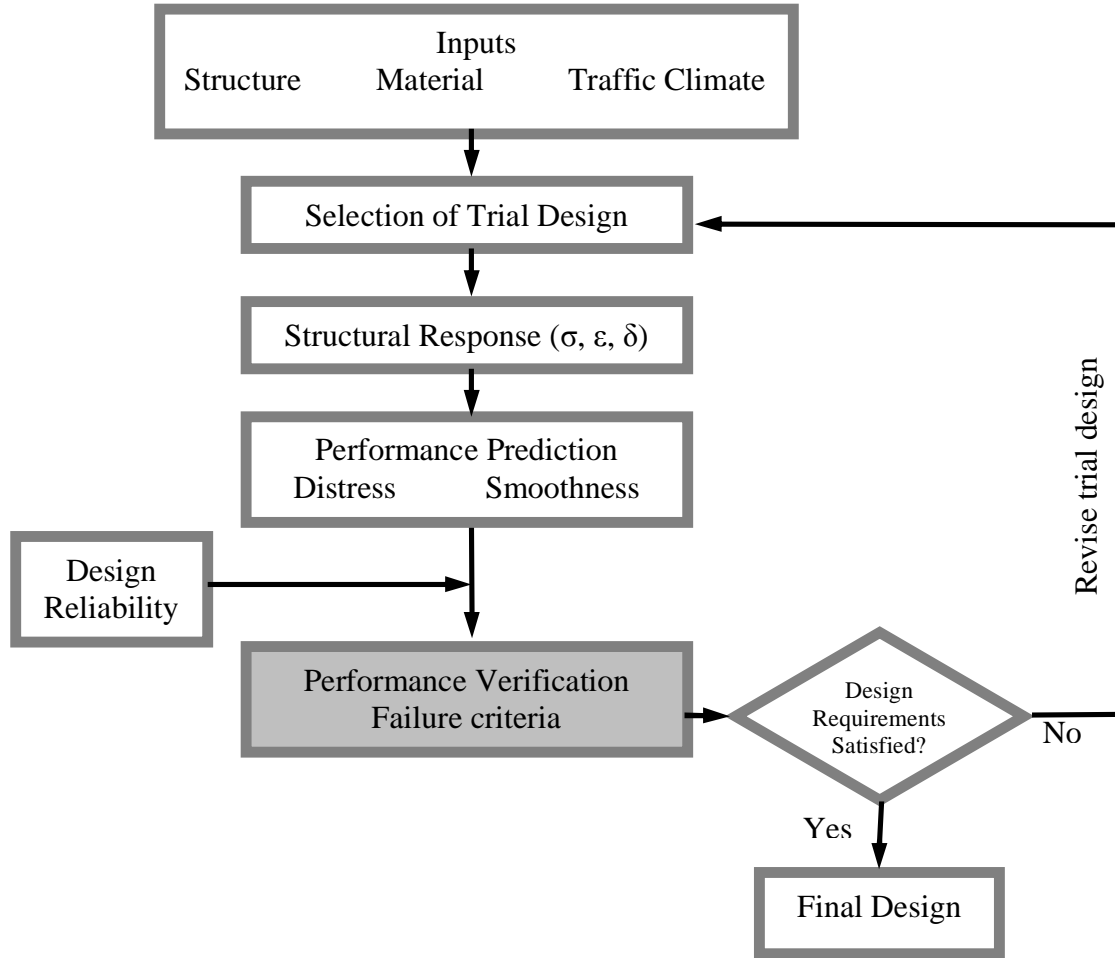 Inputs
Structure Material Traffic Climate
Selection of Trial Design
Structural Response (σ, ε, δ)
Performance Prediction
Distress Smoothness
Design
Reliability
Performance Verification
Failure criteria
Design
Requirements
Satisfied?
No
Revise trial design
Yes
Final Design